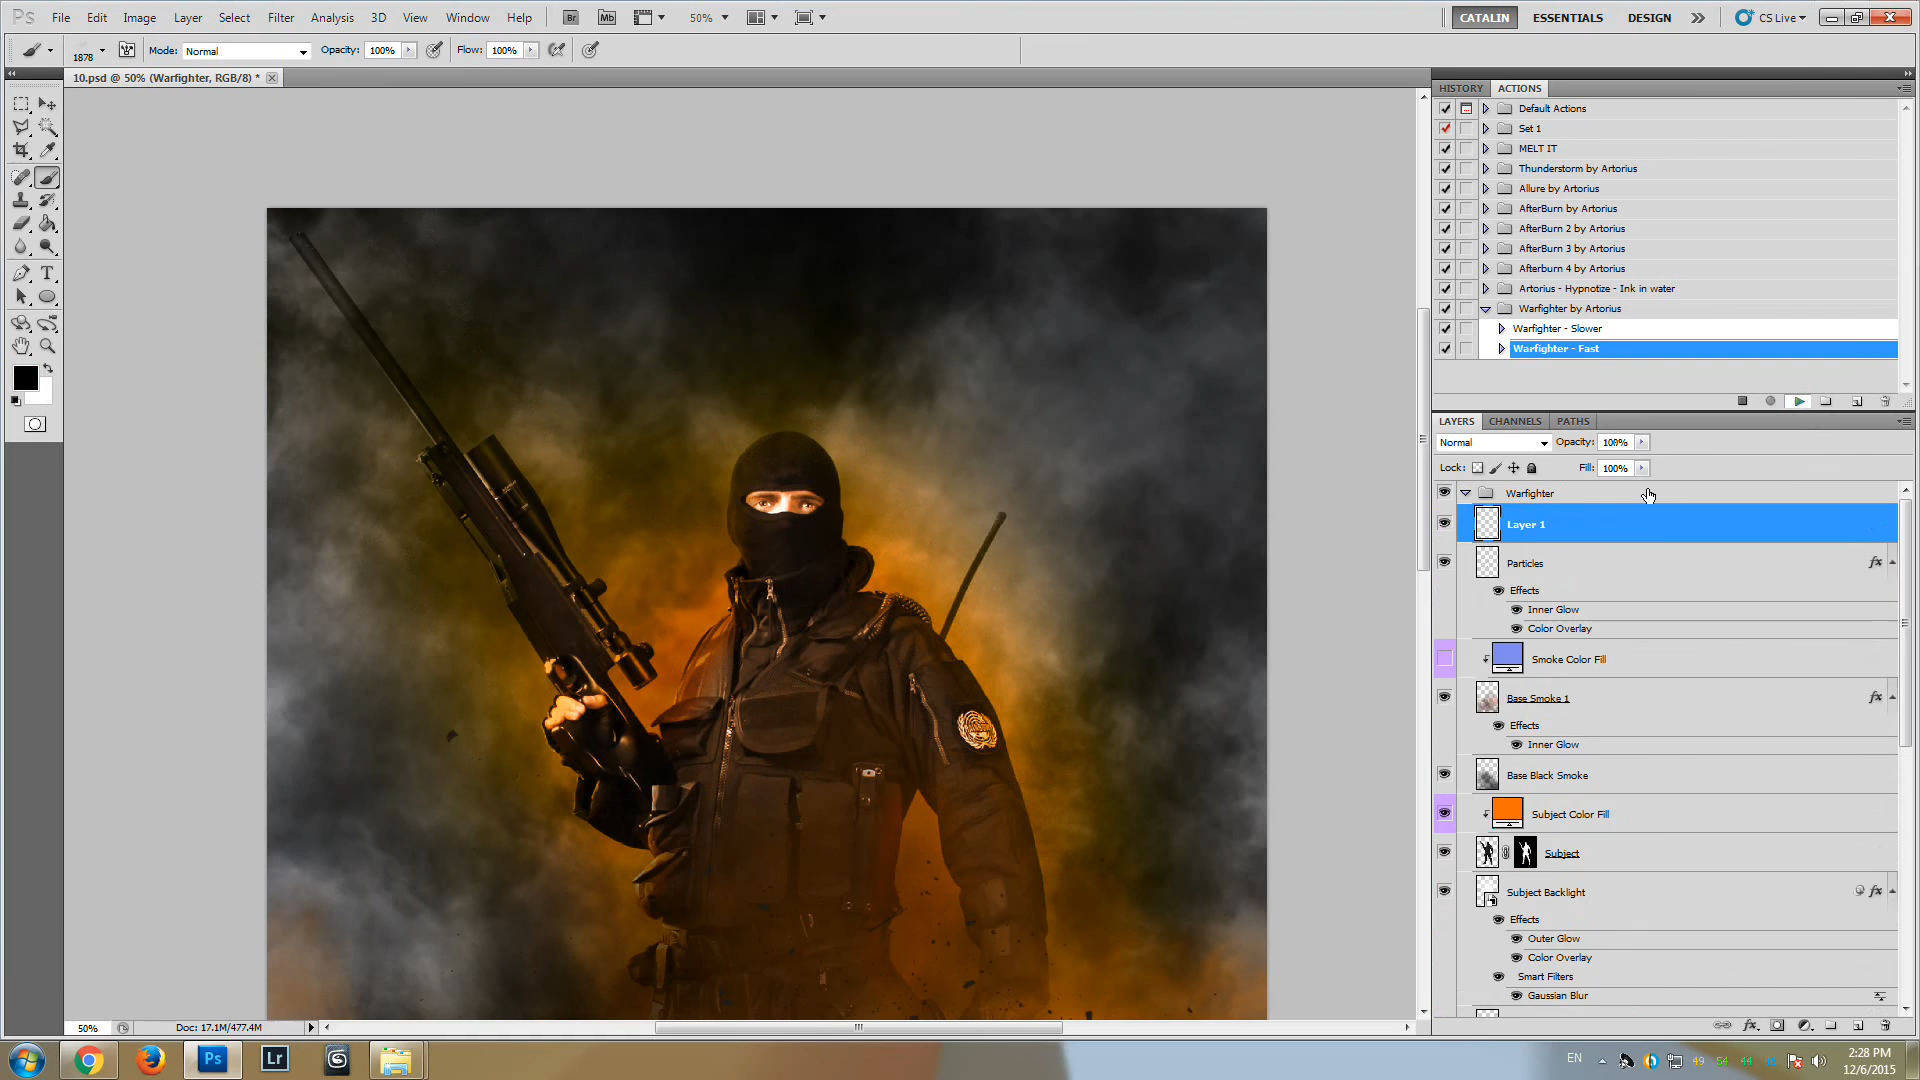 Ps File Edit Image Layer Select Filter Analysis 3D View Window Help Br Mb 50% CATALIN ESSENTIALS DESIGN CS Live
1878 Mode: Normal Opacity: 100% Flow: 100%
10.psd @ 50% (Warfighter, RGB/8) *
HISTORY ACTIONS
Default Actions
Set 1
MELT IT
Thunderstorm by Artorius
Allure by Artorius
AfterBurn by Artorius
AfterBurn 2 by Artorius
AfterBurn 3 by Artorius
Afterburn 4 by Artorius
Artorius - Hypnotize - Ink in water
Warfighter by Artorius
Warfighter - Slower
Warfighter - Fast
LAYERS CHANNELS PATHS
Normal Opacity: 100%
Lock: Fill: 100%
Warfighter
Layer 1
Particles fx
Effects
Inner Glow
Color Overlay
Smoke Color Fill
Base Smoke 1 fx
Effects
Inner Glow
Base Black Smoke
Subject Color Fill
Subject
Subject Backlight fx
Effects
Outer Glow
Color Overlay
Smart Filters
Gaussian Blur
50% Doc: 17.1M/477.4M
fx
Ps Lr EN 49 54 44 2:28 PM
12/6/2015